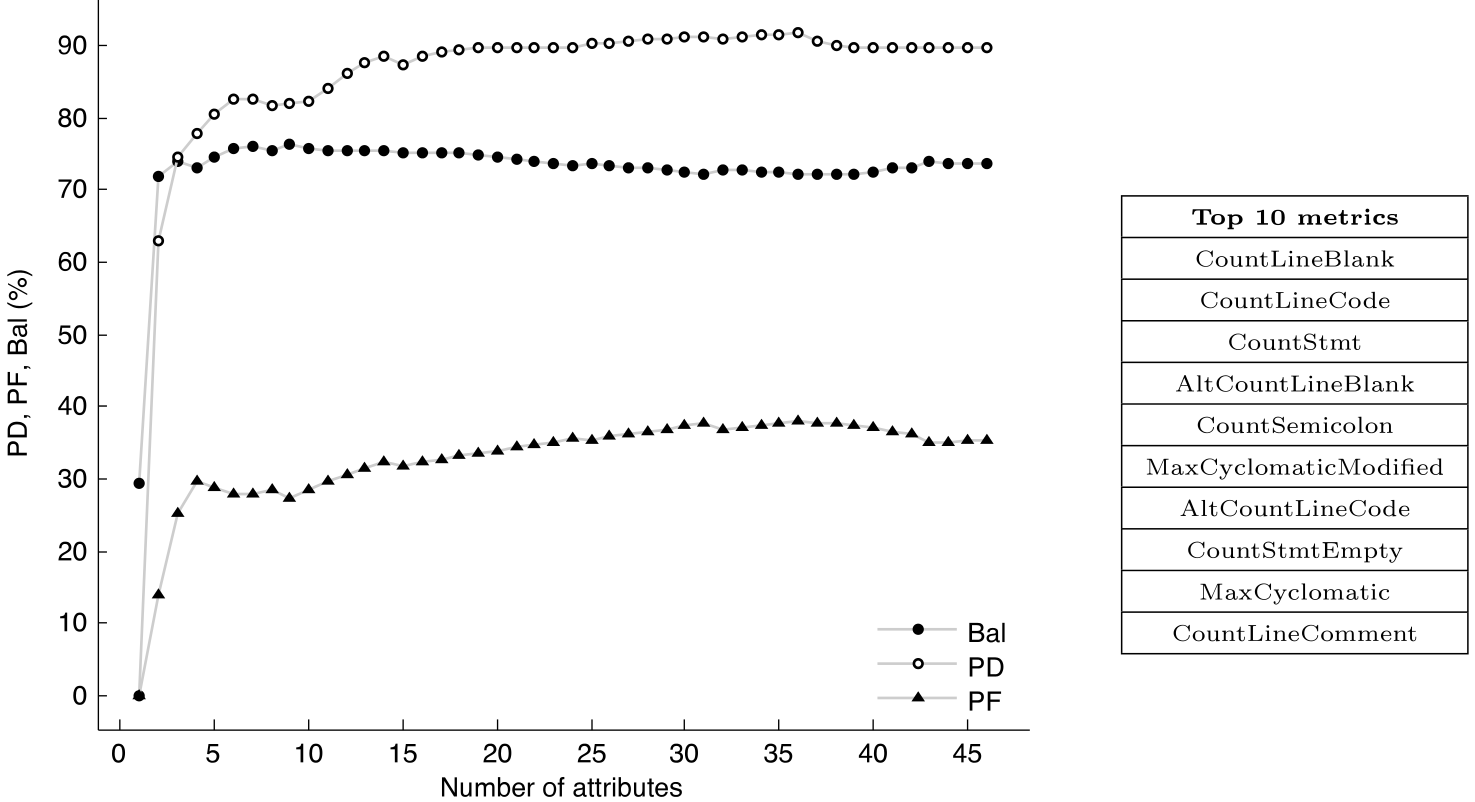 90
80
70
60
50
40
30
20
10
0
PD, PF, Bal (%)
0 5 10 15 20 25 30 35 40 45
Number of attributes
Bal
PD
PF
Top 10 metrics
CountLineBlank
CountLineCode
CountStmt
AltCountLineBlank
CountSemicolon
MaxCyclomaticModified
AltCountLineCode
CountStmtEmpty
MaxCyclomatic
CountLineComment